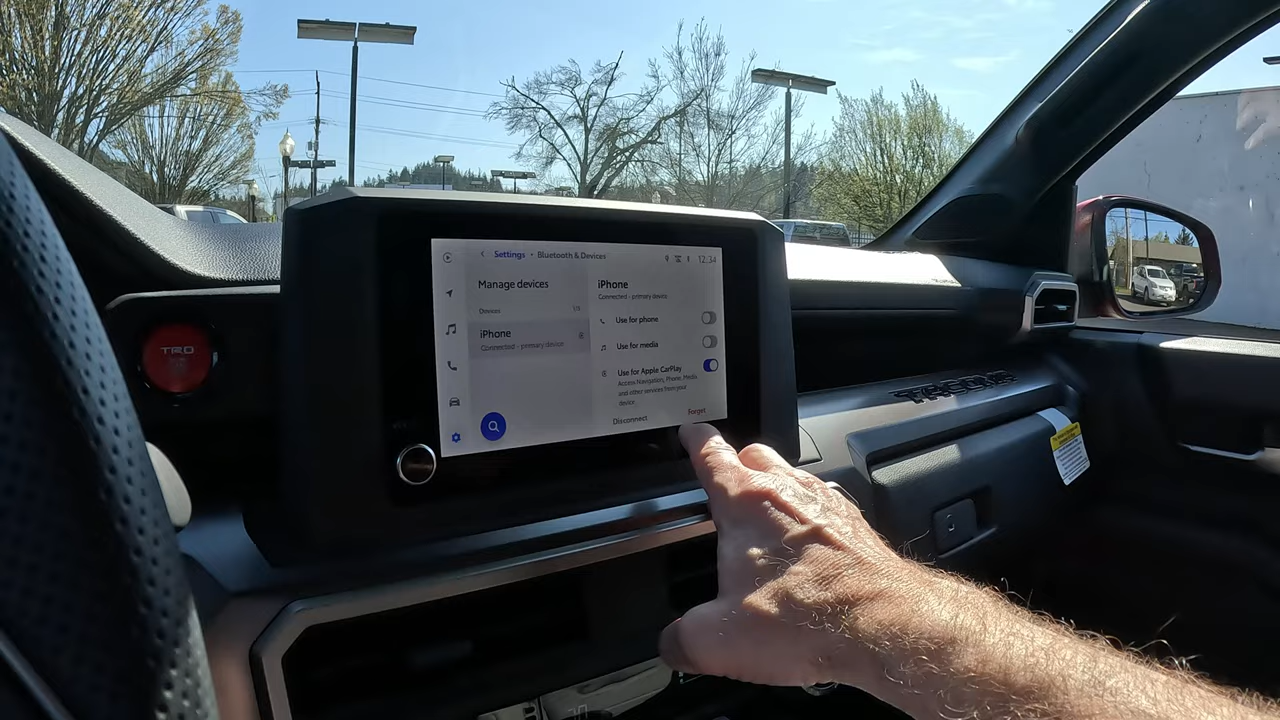 Settings • Bluetooth & Devices
12:34
Manage devices
Devices
1/5
iPhone
Connected - primary device
iPhone
Connected - primary device
Use for phone
Use for media
Use for Apple CarPlay
Access Navigation, Phone, Media
and other services from your
device.
Disconnect
Forget
TRD
TACOMA